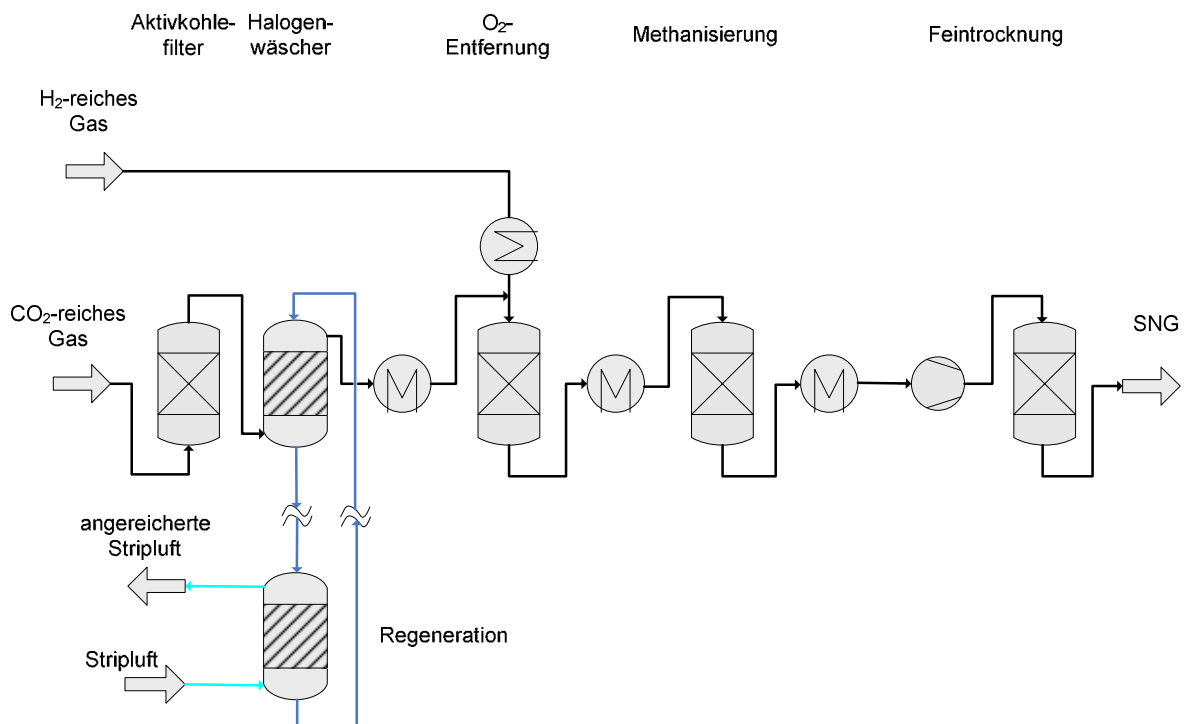 Aktivkohle-
filter
Halogen-
wäscher
O₂-
Entfernung
Methanisierung
Feintrocknung
H₂-reiches
Gas
CO₂-reiches
Gas
SNG
angereicherte
Stripluft
Regeneration
Stripluft